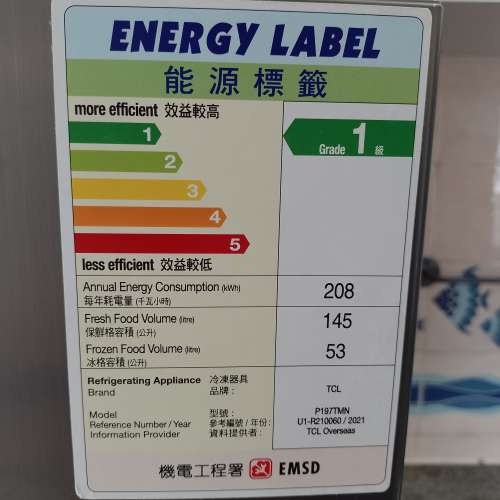 ENERGY LABEL
能源標籤
more efficient 效益較高
1
2
3
4
5
less efficient 效益較低
Grade 1 級
Annual Energy Consumption (kWh) 208
每年耗電量 (千瓦小時)
Fresh Food Volume (litre) 145
保鮮格容積 (公升)
Frozen Food Volume (litre) 53
冰格容積 (公升)
Refrigerating Appliance 冷凍器具
Brand 品牌 : TCL
Model 型號 : P197TMN
Reference Number / Year 參考編號 / 年份: U1-R210060 / 2021
Information Provider 資料提供者 : TCL Overseas
機電工程署 EMSD